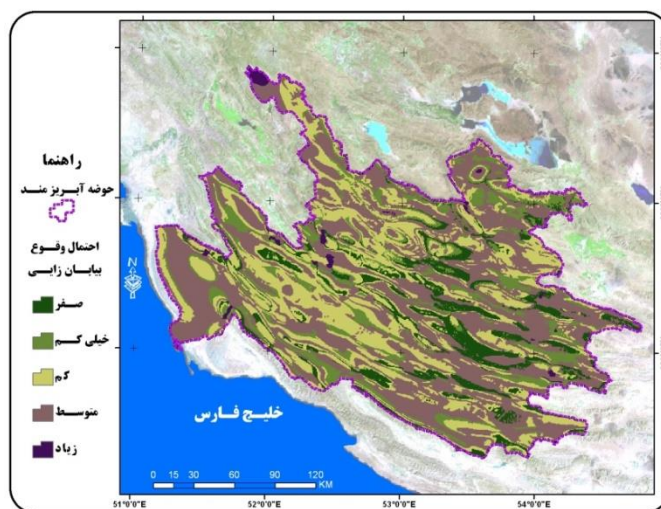 راهنما
حوضه آبریز مند
احتمال وقوع
بیابان زایی
صفر
خیلی کم
کم
متوسط
زیاد
N
خلیج فارس
0 15 30 60 90 120
KM
51°0'0"E 52°0'0"E 53°0'0"E 54°0'0"E